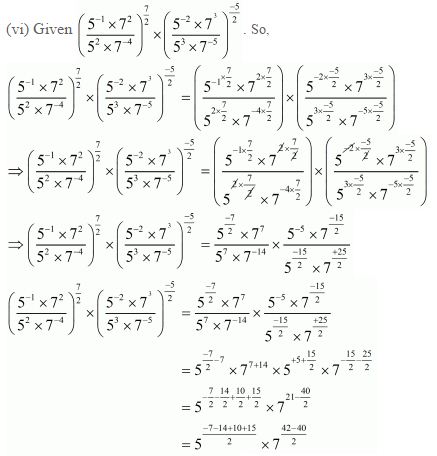 (vi) Given \left(\frac{5^{-1} \times 7^2}{5^2 \times 7^{-4}}\right)^{\frac{7}{2}} \times \left(\frac{5^{-2} \times 7^3}{5^3 \times 7^{-5}}\right)^{\frac{-5}{2}}. So,
\left(\frac{5^{-1} \times 7^2}{5^2 \times 7^{-4}}\right)^{\frac{7}{2}} \times \left(\frac{5^{-2} \times 7^3}{5^3 \times 7^{-5}}\right)^{\frac{-5}{2}} = \left(\frac{5^{-1 \times \frac{7}{2}} \times 7^{2 \times \frac{7}{2}}}{5^{2 \times \frac{7}{2}} \times 7^{-4 \times \frac{7}{2}}}\right) \times \left(\frac{5^{-2 \times \frac{-5}{2}} \times 7^{3 \times \frac{-5}{2}}}{5^{3 \times \frac{-5}{2}} \times 7^{-5 \times \frac{-5}{2}}}\right)
\Rightarrow \left(\frac{5^{-1} \times 7^2}{5^2 \times 7^{-4}}\right)^{\frac{7}{2}} \times \left(\frac{5^{-2} \times 7^3}{5^3 \times 7^{-5}}\right)^{\frac{-5}{2}} = \left(\frac{5^{-1 \times \frac{7}{2}} \times 7^{\cancel{2} \times \frac{7}{\cancel{2}}}}{5^{\cancel{2} \times \frac{7}{\cancel{2}}} \times 7^{-4 \times \frac{7}{2}}}\right) \times \left(\frac{5^{\cancel{-2} \times \frac{-5}{\cancel{2}}} \times 7^{3 \times \frac{-5}{2}}}{5^{3 \times \frac{-5}{2}} \times 7^{-5 \times \frac{-5}{2}}}\right)
\Rightarrow \left(\frac{5^{-1} \times 7^2}{5^2 \times 7^{-4}}\right)^{\frac{7}{2}} \times \left(\frac{5^{-2} \times 7^3}{5^3 \times 7^{-5}}\right)^{\frac{-5}{2}} = \frac{5^{\frac{-7}{2}} \times 7^7}{5^7 \times 7^{-14}} \times \frac{5^{-5} \times 7^{\frac{-15}{2}}}{5^{\frac{-15}{2}} \times 7^{\frac{+25}{2}}}
\left(\frac{5^{-1} \times 7^2}{5^2 \times 7^{-4}}\right)^{\frac{7}{2}} \times \left(\frac{5^{-2} \times 7^3}{5^3 \times 7^{-5}}\right)^{\frac{-5}{2}} = \frac{5^{\frac{-7}{2}} \times 7^7}{5^7 \times 7^{-14}} \times \frac{5^{-5} \times 7^{\frac{-15}{2}}}{5^{\frac{-15}{2}} \times 7^{\frac{+25}{2}}}
= 5^{\frac{-7}{2} - 7} \times 7^{7+14} \times 5^{+5 + \frac{15}{2}} \times 7^{-\frac{15}{2} - \frac{25}{2}}
= 5^{-\frac{7}{2} - \frac{14}{2} + \frac{10}{2} + \frac{15}{2}} \times 7^{21 - \frac{40}{2}}
= 5^{\frac{-7-14+10+15}{2}} \times 7^{\frac{42-40}{2}}